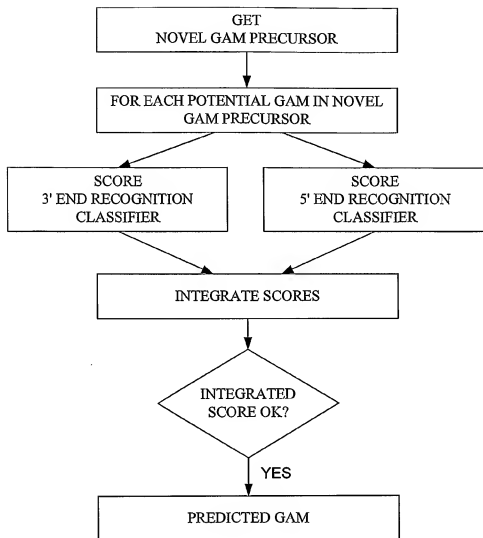 GET
NOVEL GAM PRECURSOR
FOR EACH POTENTIAL GAM IN NOVEL
GAM PRECURSOR
SCORE
3' END RECOGNITION
CLASSIFIER
SCORE
5' END RECOGNITION
CLASSIFIER
INTEGRATE SCORES
INTEGRATED
SCORE OK?
YES
PREDICTED GAM